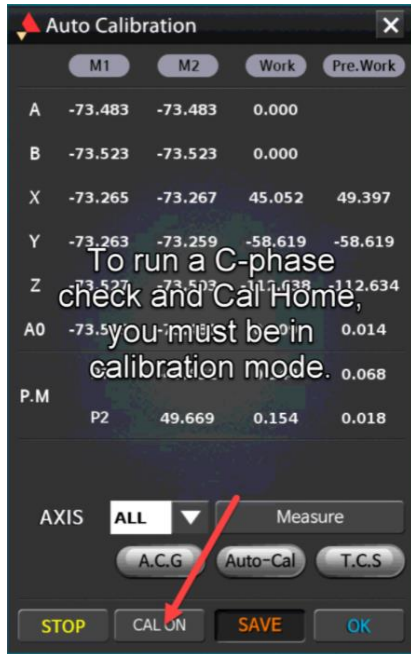 Auto Calibration
M1 M2 Work Pre.Work
A -73.483 -73.483 0.000
B -73.523 -73.523 0.000
X -73.265 -73.267 45.052 49.397
Y -73.263 -73.259 -58.619 -58.619
To run a C-phase
Z -112.634
check and Cal Home,
A0 0.014
you must be in
calibration mode.
0.068
P.M
P2 49.669 0.154 0.018
AXIS ALL Measure
A.C.G Auto-Cal T.C.S
STOP CAL ON SAVE OK